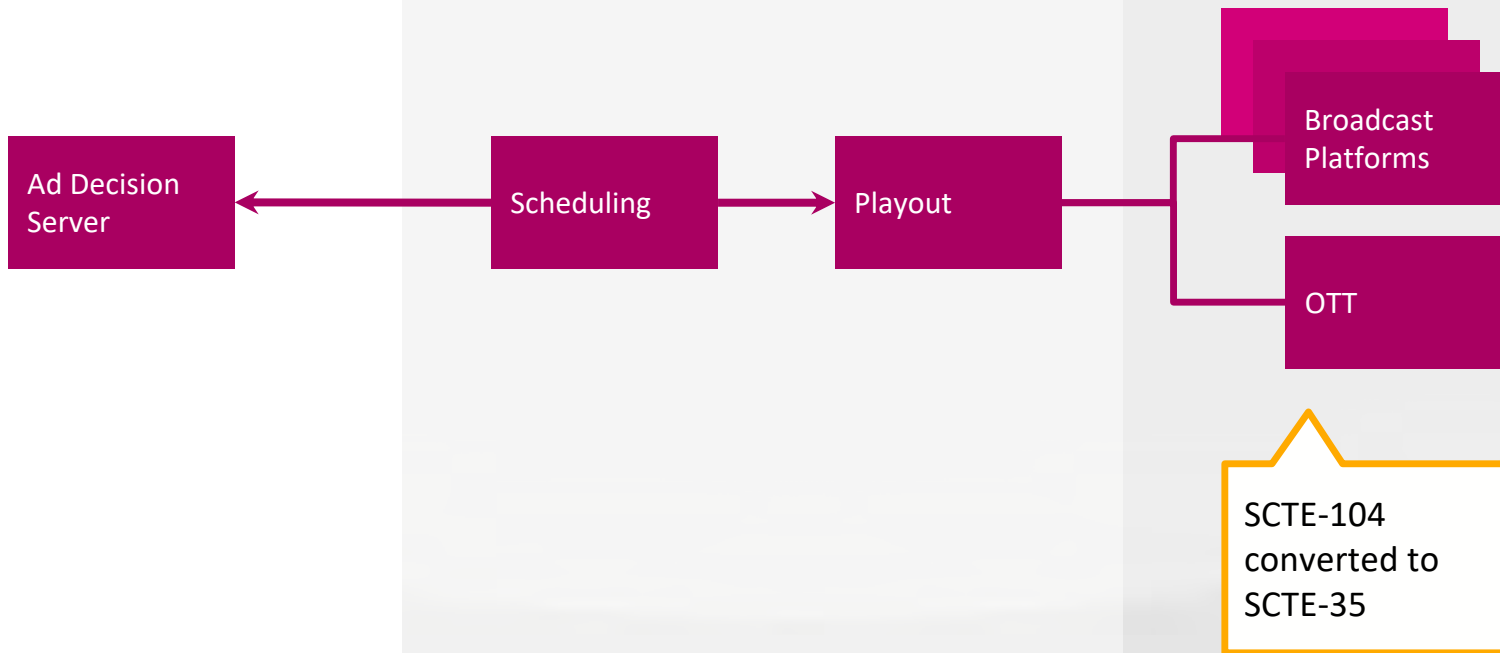 Ad Decision
Server
Scheduling
Playout
Broadcast
Platforms
OTT
SCTE-104
converted to
SCTE-35